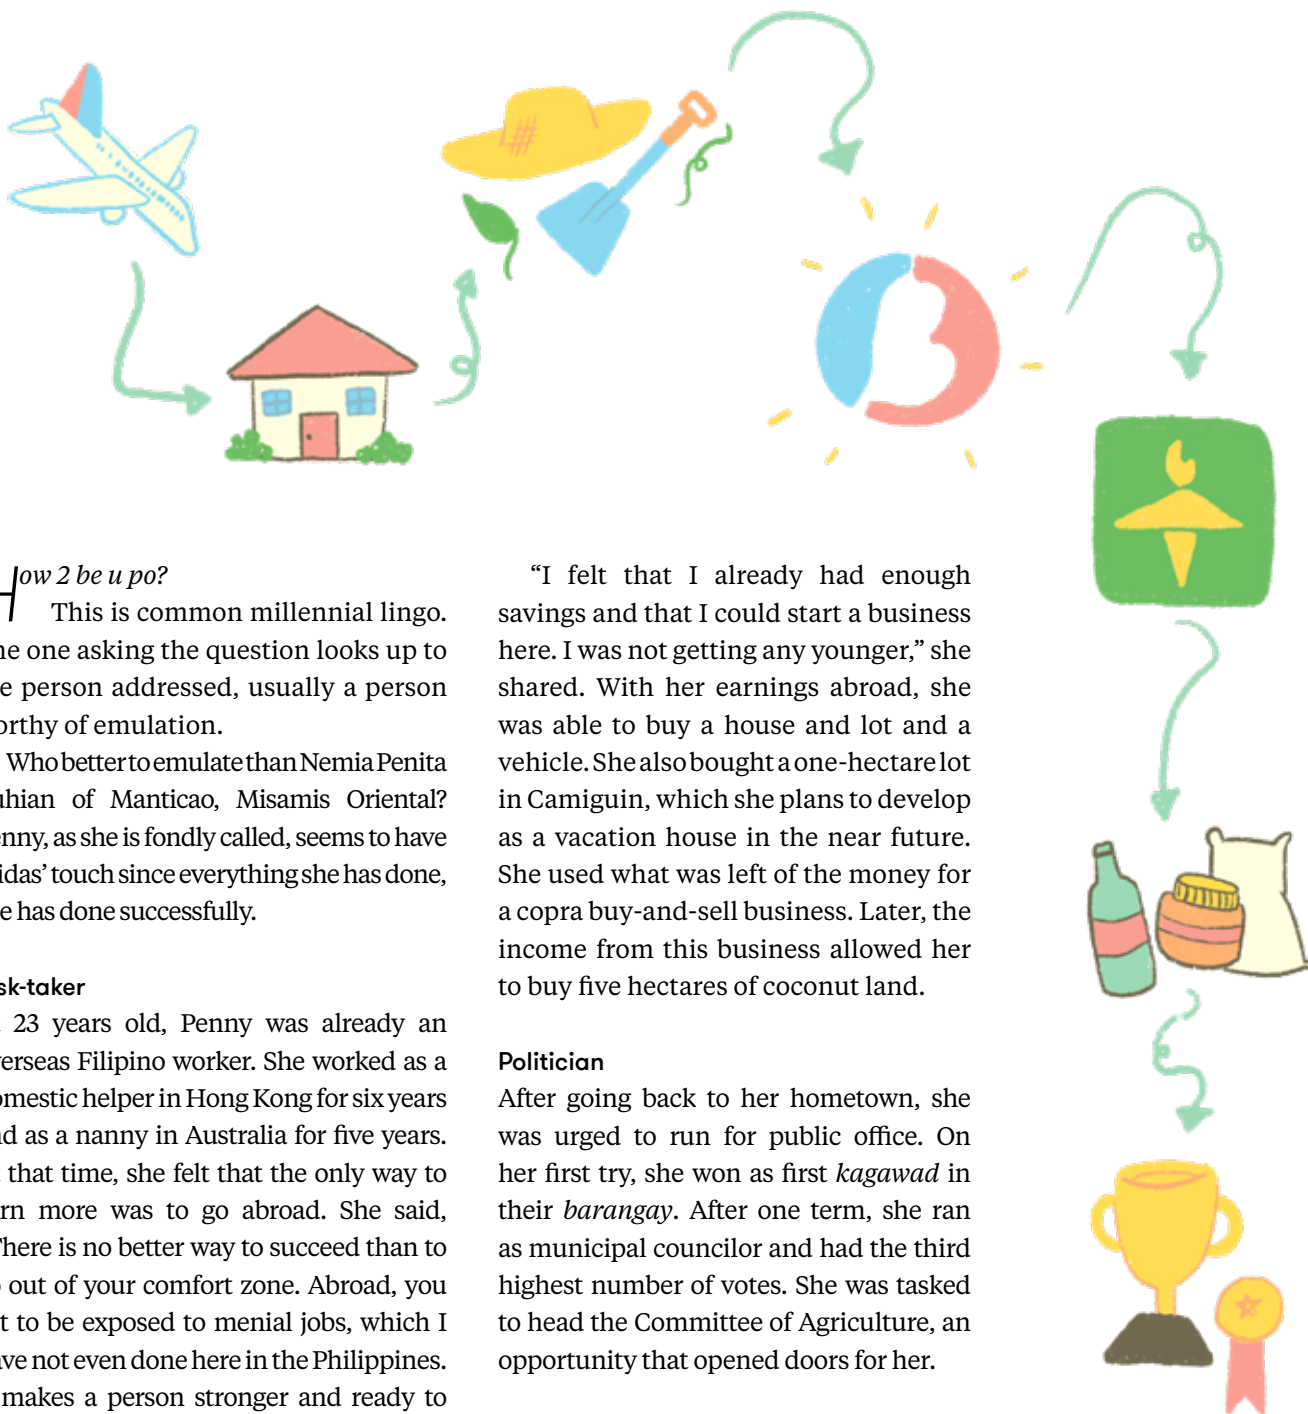 How 2 be u po?
This is common millennial lingo.
he one asking the question looks up to
e person addressed, usually a person
orthy of emulation.
Who better to emulate than Nemia Penita
uhian of Manticao, Misamis Oriental?
enny, as she is fondly called, seems to have
idas’ touch since everything she has done,
e has done successfully.
sk-taker
23 years old, Penny was already an
verseas Filipino worker. She worked as a
omestic helper in Hong Kong for six years
nd as a nanny in Australia for five years.
that time, she felt that the only way to
rn more was to go abroad. She said,
There is no better way to succeed than to
out of your comfort zone. Abroad, you
t to be exposed to menial jobs, which I
ave not even done here in the Philippines.
makes a person stronger and ready to
“I felt that I already had enough
savings and that I could start a business
here. I was not getting any younger,” she
shared. With her earnings abroad, she
was able to buy a house and lot and a
vehicle. She also bought a one-hectare lot
in Camiguin, which she plans to develop
as a vacation house in the near future.
She used what was left of the money for
a copra buy-and-sell business. Later, the
income from this business allowed her
to buy five hectares of coconut land.
Politician
After going back to her hometown, she
was urged to run for public office. On
her first try, she won as first kagawad in
their barangay. After one term, she ran
as municipal councilor and had the third
highest number of votes. She was tasked
to head the Committee of Agriculture, an
opportunity that opened doors for her.